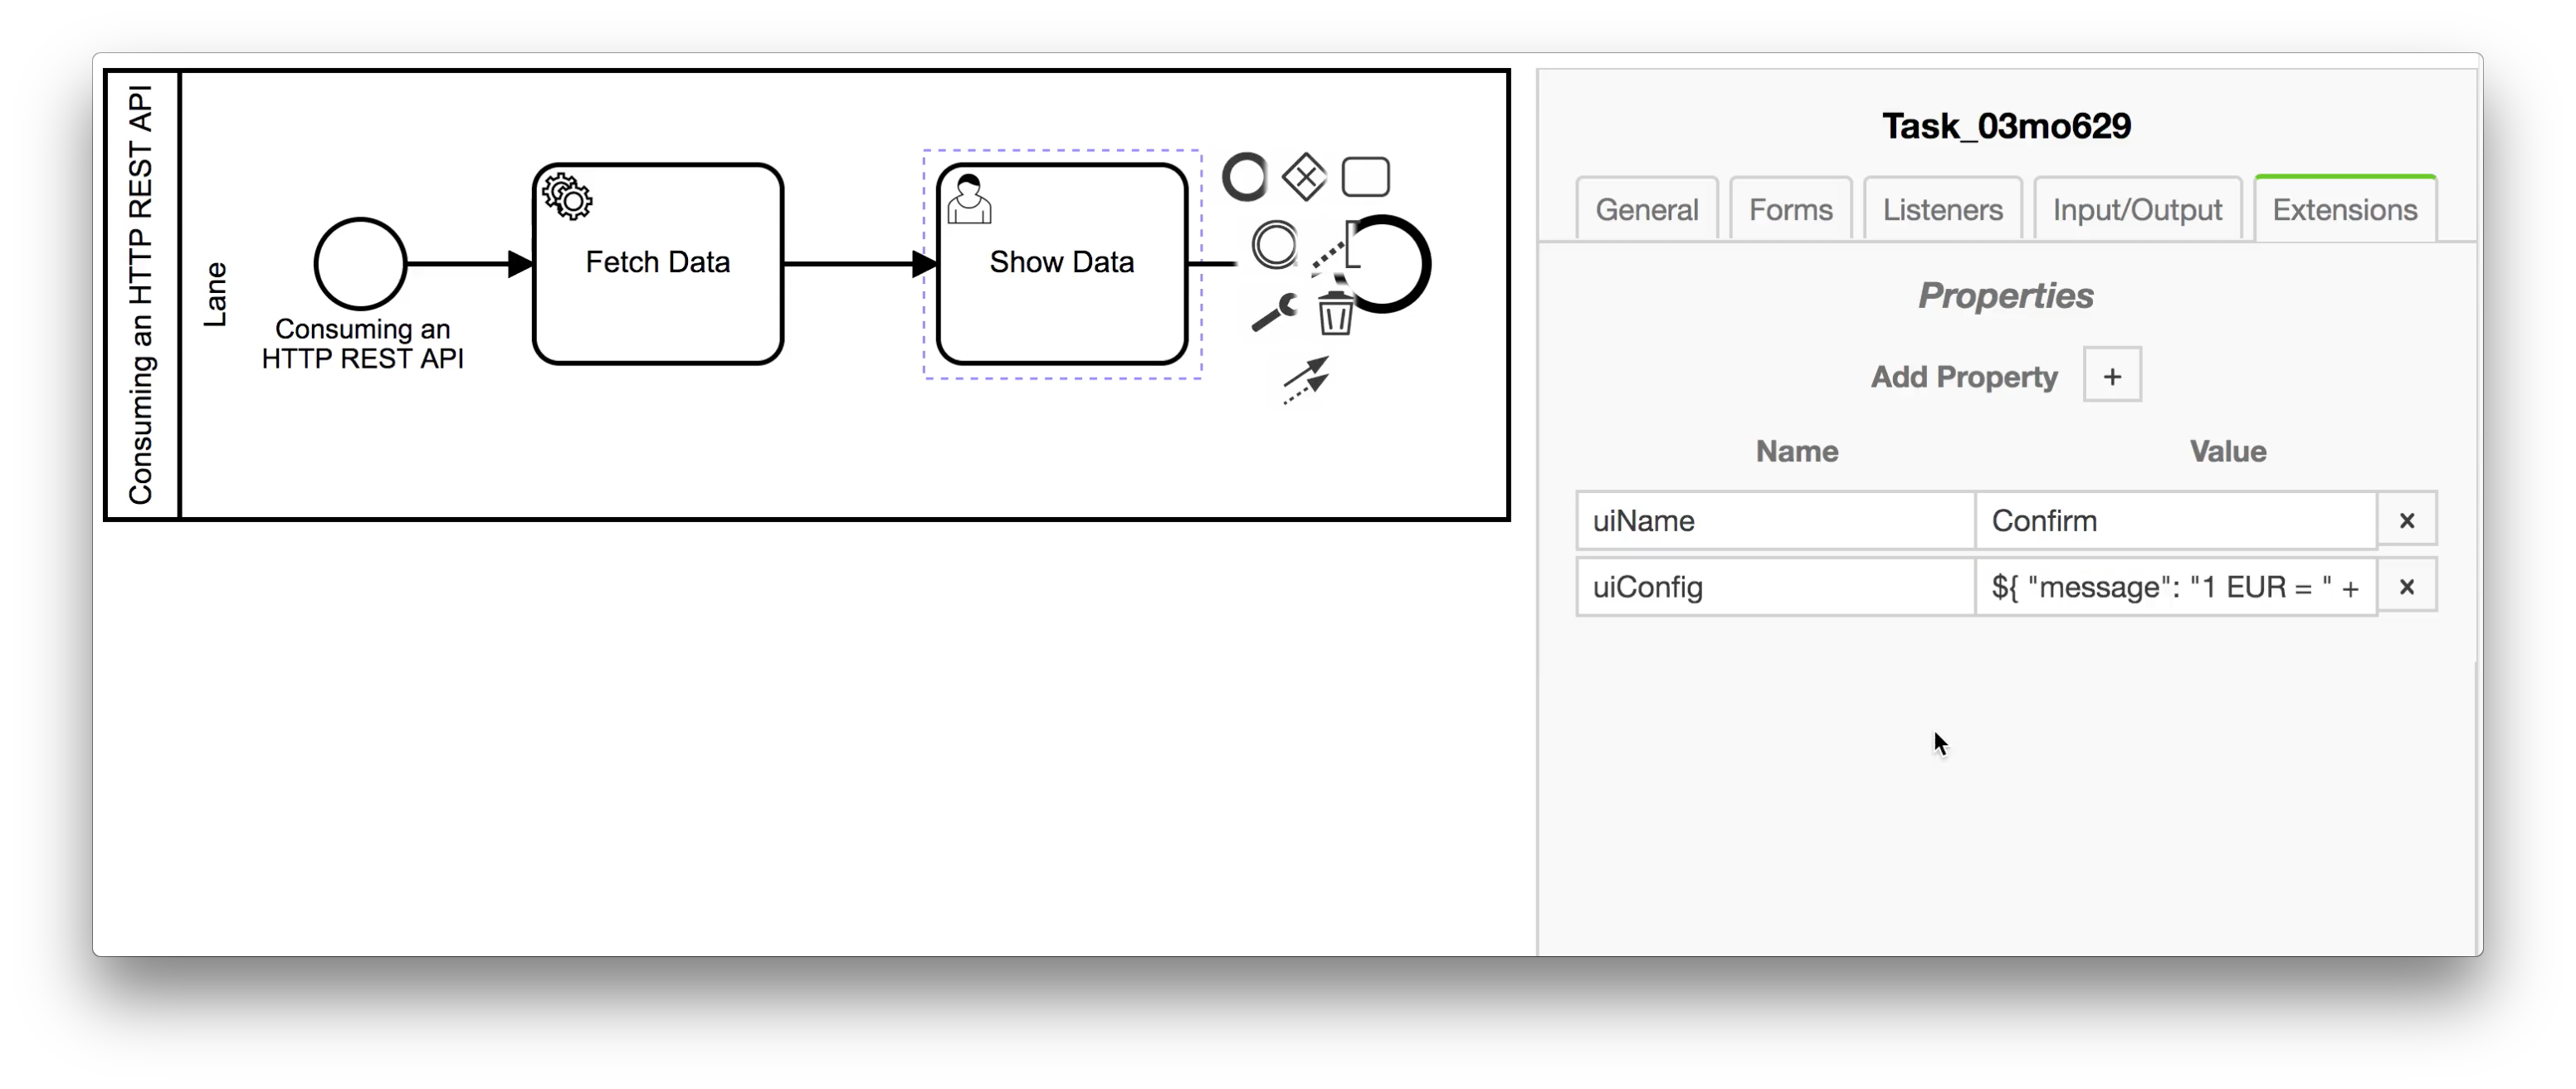 Consuming an HTTP REST API
Lane
Consuming an
HTTP REST API
Fetch Data
Show Data
Task_03mo629
General
Forms
Listeners
Input/Output
Extensions
Properties
Add Property +
Name Value
uiName Confirm ×
uiConfig ${ "message": "1 EUR = " + ×